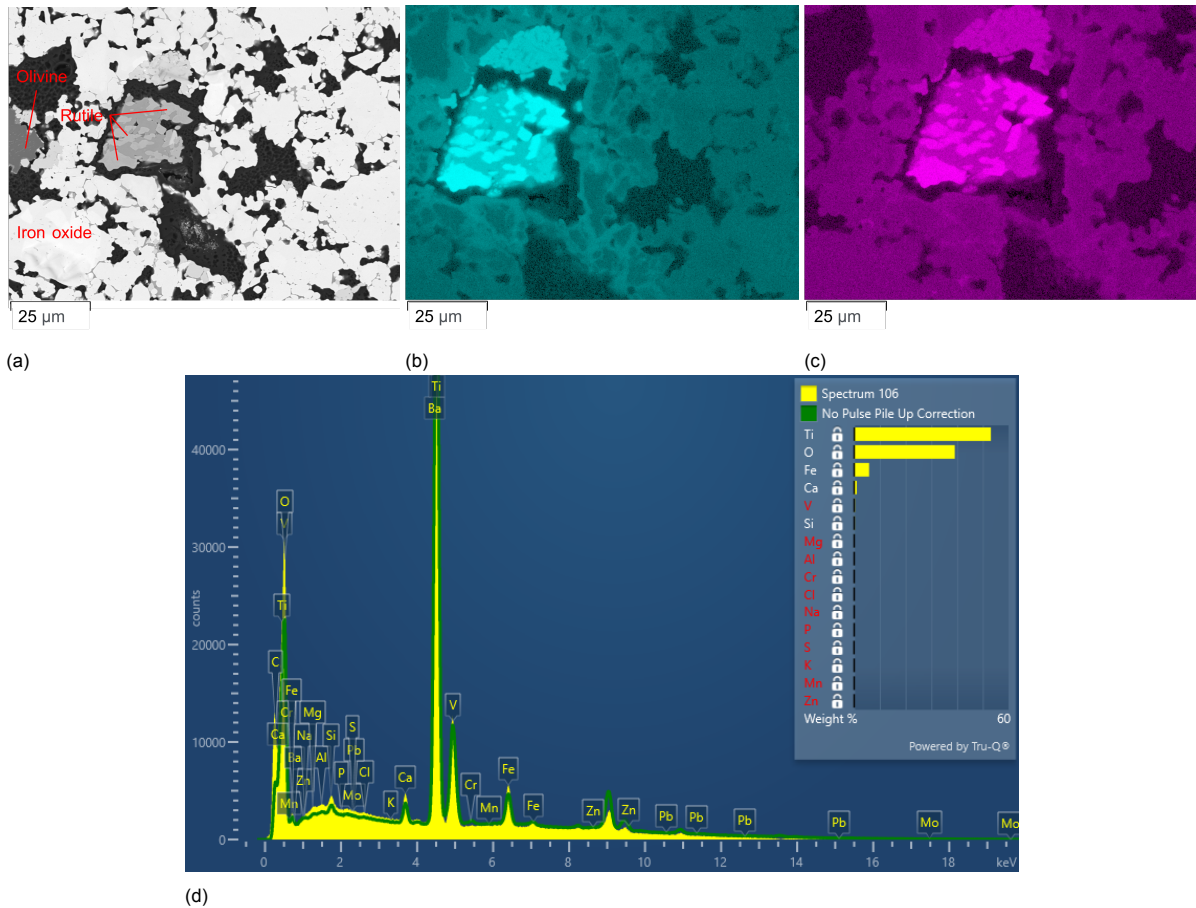 Olivine
Rutile
Iron oxide
25 µm
25 µm
25 µm
(a)
(b)
(c)
Spectrum 106
No Pulse Pile Up Correction
Ti
O
Fe
Ca
V
Si
Mg
Al
Cr
Cl
Na
P
S
K
Mn
Zn
Weight %
60
Powered by Tru-Q®
Ti
Ba
40000
30000
20000
10000
0
counts
O
V
Ti
C
Fe
Cr
Mg
Ca
Na
Si
S
Ba
Al
Pb
Zn
P
Cl
Mn
Mo
K
Ca
V
Fe
Cr
Mn
Fe
Zn
Zn
Pb
Pb
Pb
Pb
Mo
Mo
0
2
4
6
8
10
12
14
16
18
keV
(d)